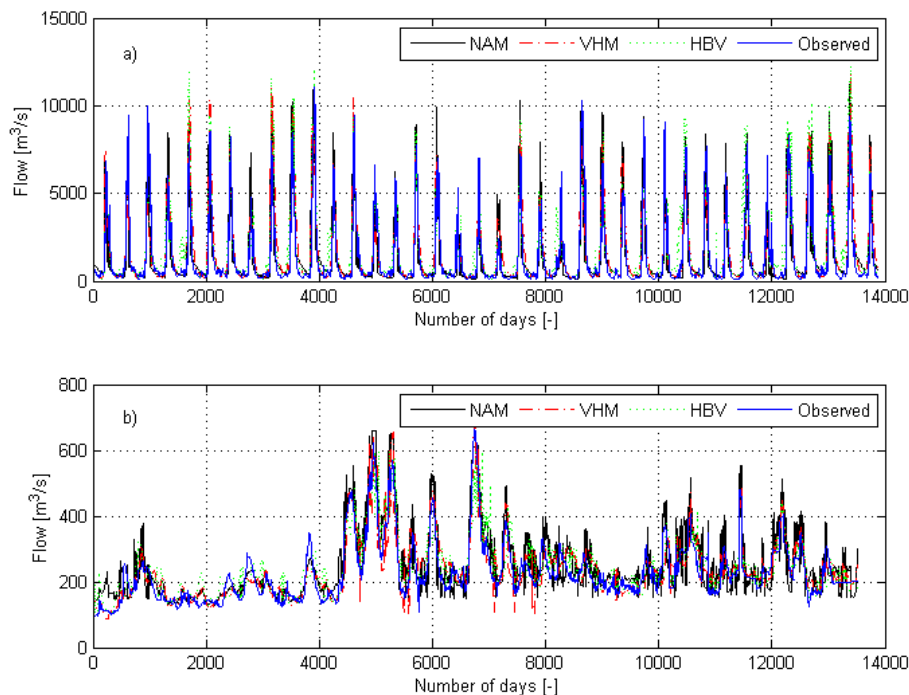 15000
a)
NAM VHM HBV Observed
10000
Flow [m³/s]
5000
0
0 2000 4000 6000 8000 10000 12000 14000
Number of days [-]
800
b)
NAM VHM HBV Observed
600
Flow [m³/s]
400
200
0
0 2000 4000 6000 8000 10000 12000 14000
Number of days [-]